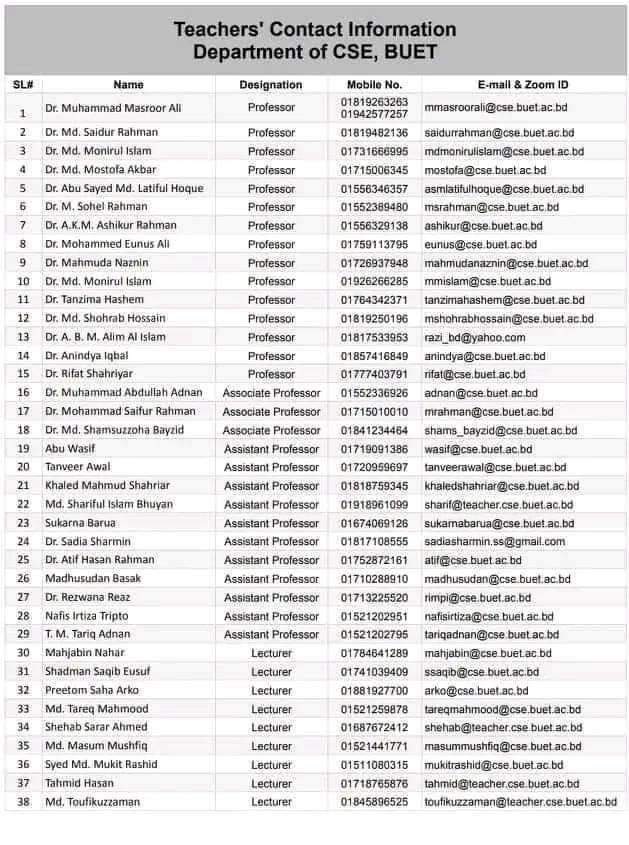 Teachers' Contact Information
Department of CSE, BUET
SL# Name Designation Mobile No. E-mail & Zoom ID
1 Dr. Muhammad Masroor Ali Professor 01819263263 01942577257 mmasroorali@cse.buet.ac.bd
2 Dr. Md. Saidur Rahman Professor 01819482136 saidurrahman@cse.buet.ac.bd
3 Dr. Md. Monirul Islam Professor 01731666995 mdmonirulislam@cse.buet.ac.bd
4 Dr. Md. Mostofa Akbar Professor 01715006345 mostofa@cse.buet.ac.bd
5 Dr. Abu Sayed Md. Latiful Hoque Professor 01556346357 asmlatifulhoque@cse.buet.ac.bd
6 Dr. M. Sohel Rahman Professor 01552389480 msrahman@cse.buet.ac.bd
7 Dr. A.K.M. Ashikur Rahman Professor 01556329138 ashikur@cse.buet.ac.bd
8 Dr. Mohammed Eunus Ali Professor 01759113795 eunus@cse.buet.ac.bd
9 Dr. Mahmuda Naznin Professor 01726937948 mahmudanaznin@cse.buet.ac.bd
10 Dr. Md. Monirul Islam Professor 01926266285 mmislam@cse.buet.ac.bd
11 Dr. Tanzima Hashem Professor 01764342371 tanzimahashem@cse.buet.ac.bd
12 Dr. Md. Shohrab Hossain Professor 01819250196 mshohrabhossain@cse.buet.ac.bd
13 Dr. A. B. M. Alim Al Islam Professor 01817533953 razi_bd@yahoo.com
14 Dr. Anindya Iqbal Professor 01857416849 anindya@cse.buet.ac.bd
15 Dr. Rifat Shahriyar Professor 01777403791 rifat@cse.buet.ac.bd
16 Dr. Muhammad Abdullah Adnan Associate Professor 01552336926 adnan@cse.buet.ac.bd
17 Dr. Mohammad Saifur Rahman Associate Professor 01715010010 mrahman@cse.buet.ac.bd
18 Dr. Md. Shamsuzzoha Bayzid Associate Professor 01841234464 shams_bayzid@cse.buet.ac.bd
19 Abu Wasif Assistant Professor 01719091386 wasif@cse.buet.ac.bd
20 Tanveer Awal Assistant Professor 01720959697 tanveerawal@cse.buet.ac.bd
21 Khaled Mahmud Shahriar Assistant Professor 01818759345 khaledshahriar@cse.buet.ac.bd
22 Md. Shariful Islam Bhuyan Assistant Professor 01918961099 sharif@teacher.cse.buet.ac.bd
23 Sukarna Barua Assistant Professor 01674069126 sukarnabarua@cse.buet.ac.bd
24 Dr. Sadia Sharmin Assistant Professor 01817108555 sadiasharmin.ss@gmail.com
25 Dr. Atif Hasan Rahman Assistant Professor 01752872161 atif@cse.buet.ac.bd
26 Madhusudan Basak Assistant Professor 01710288910 madhusudan@cse.buet.ac.bd
27 Dr. Rezwana Reaz Assistant Professor 01713225520 rimpi@cse.buet.ac.bd
28 Nafis Irtiza Tripto Assistant Professor 01521202951 nafisirtiza@cse.buet.ac.bd
29 T. M. Tariq Adnan Assistant Professor 01521202795 tariqadnan@cse.buet.ac.bd
30 Mahjabin Nahar Lecturer 01784641289 mahjabin@cse.buet.ac.bd
31 Shadman Saqib Eusuf Lecturer 01741039409 ssaqib@cse.buet.ac.bd
32 Preetom Saha Arko Lecturer 01881927700 arko@cse.buet.ac.bd
33 Md. Tareq Mahmood Lecturer 01521259878 tareqmahmood@cse.buet.ac.bd
34 Shehab Sarar Ahmed Lecturer 01687672412 shehab@teacher.cse.buet.ac.bd
35 Md. Masum Mushfiq Lecturer 01521441771 masummushfiq@cse.buet.ac.bd
36 Syed Md. Mukit Rashid Lecturer 01511080315 mukitrashid@cse.buet.ac.bd
37 Tahmid Hasan Lecturer 01718765876 tahmid@teacher.cse.buet.ac.bd
38 Md. Toufikuzzaman Lecturer 01845896525 toufikuzzaman@teacher.cse.buet.ac.bd